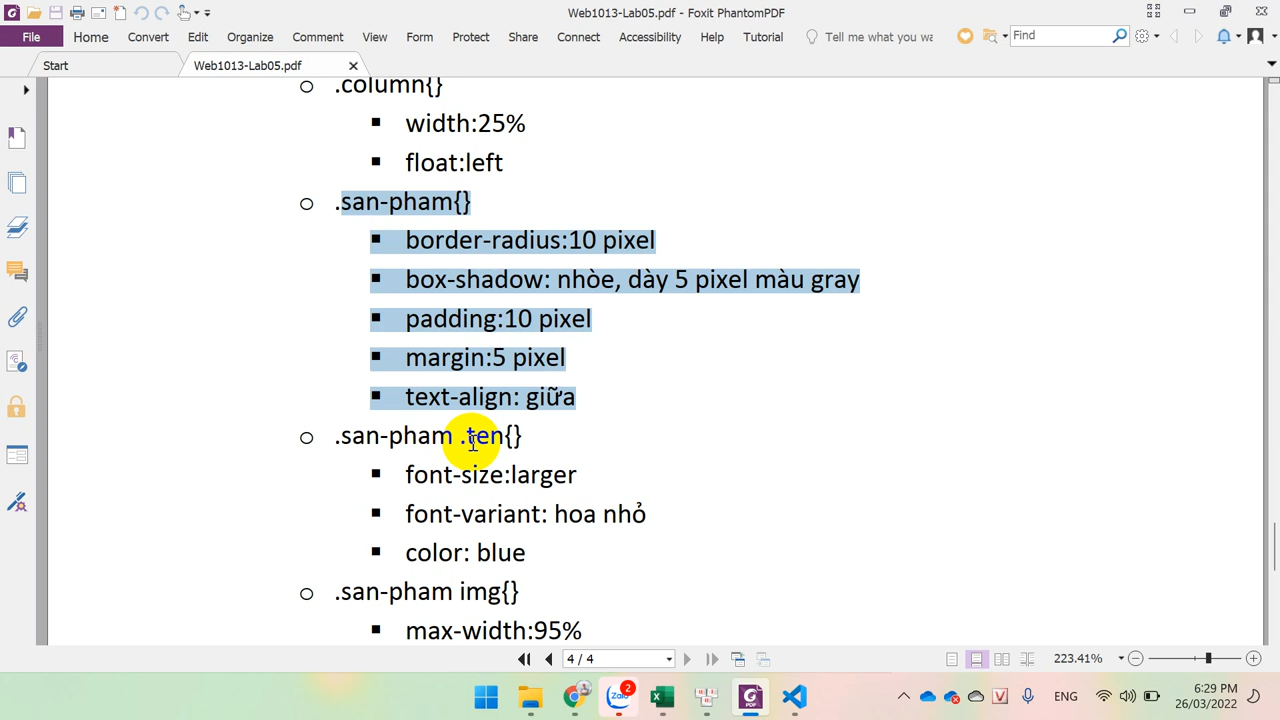 Web1013-Lab05.pdf - Foxit PhantomPDF
File Home Convert Edit Organize Comment View Form Protect Share Connect Accessibility Help Tutorial Tell me what you wa Find
Start Web1013-Lab05.pdf
.column{}
width:25%
float:left
.san-pham{}
border-radius:10 pixel
box-shadow: nhòe, dày 5 pixel màu gray
padding:10 pixel
margin:5 pixel
text-align: giữa
.san-pham .ten{}
font-size:larger
font-variant: hoa nhỏ
color: blue
.san-pham img{}
max-width:95%
4 / 4 223.41%
Zalo 2 PDF V ENG 6:29 PM
26/03/2022